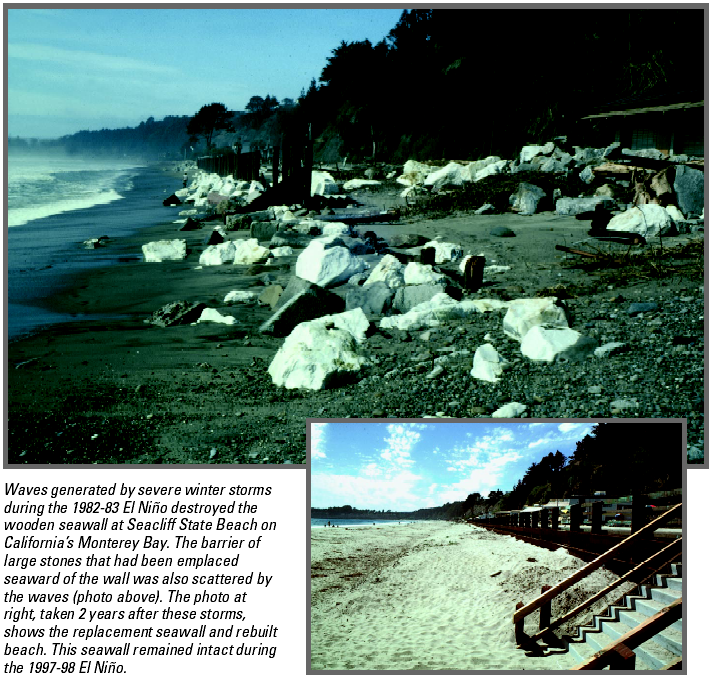 Waves generated by severe winter storms
during the 1982-83 El Niño destroyed the
wooden seawall at Seacliff State Beach on
California's Monterey Bay. The barrier of
large stones that had been emplaced
seaward of the wall was also scattered by
the waves (photo above). The photo at
right, taken 2 years after these storms,
shows the replacement seawall and rebuilt
beach. This seawall remained intact during
the 1997-98 El Niño.